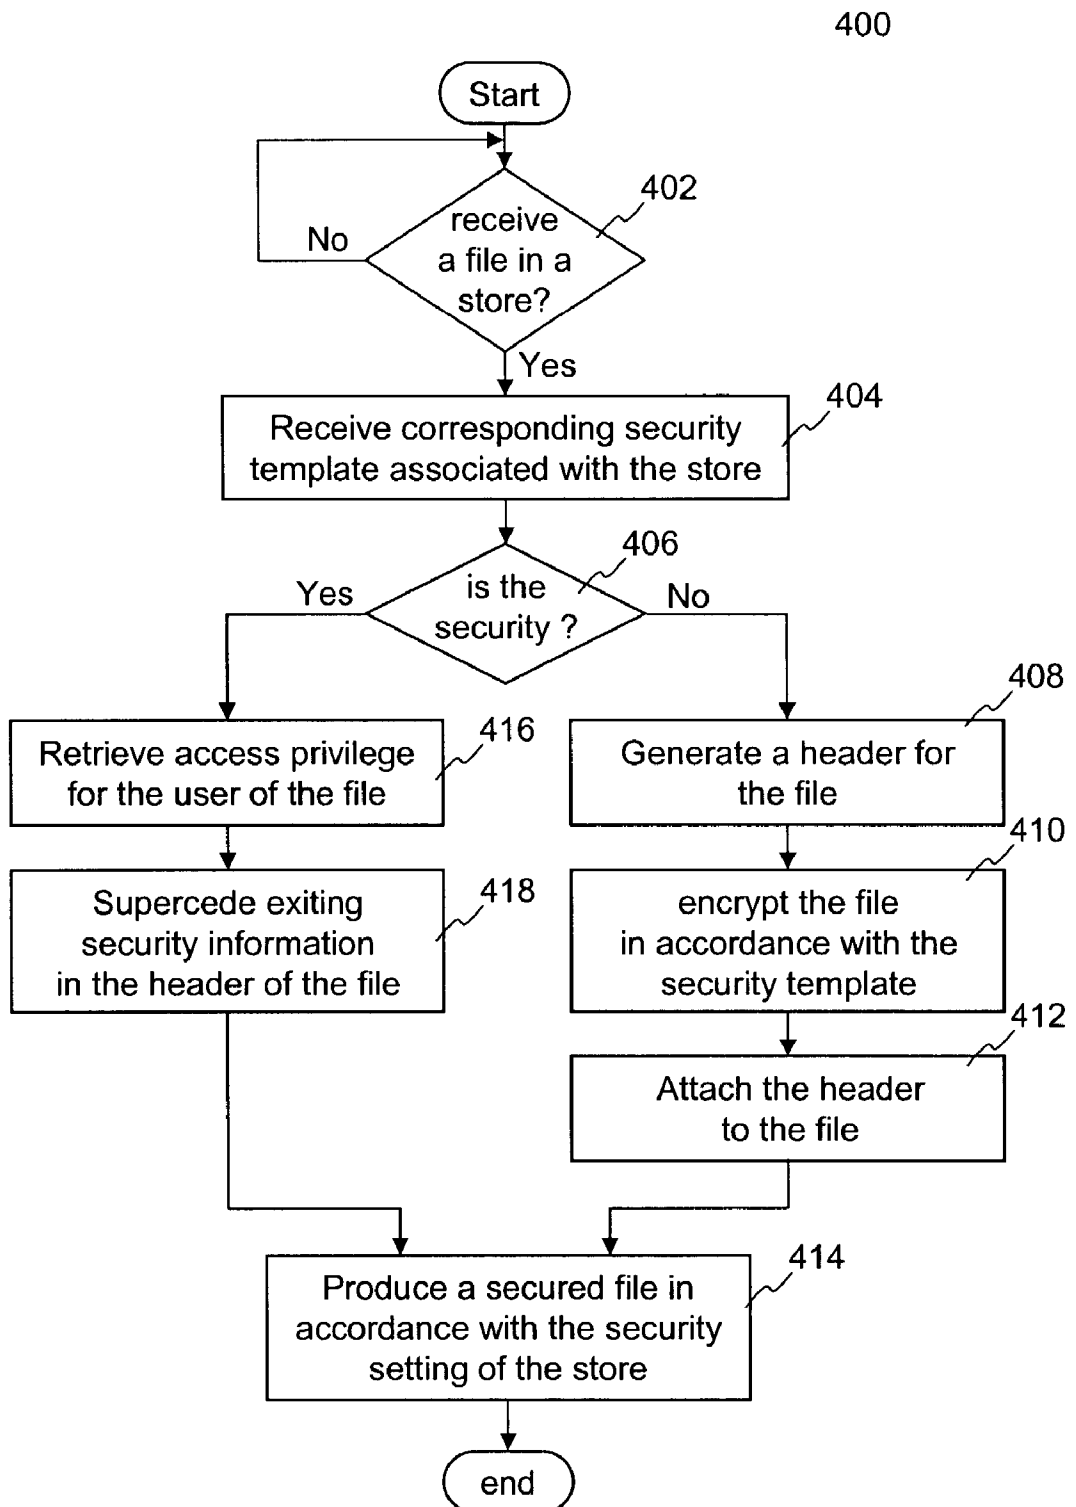 400
Start
402
receive
a file in a
store?
No
Yes
404
Receive corresponding security
template associated with the store
406
is the
security ?
Yes
No
408
416
Retrieve access privilege
for the user of the file
Generate a header for
the file
410
418
Supercede exiting
security information
in the header of the file
encrypt the file
in accordance with the
security template
412
Attach the header
to the file
414
Produce a secured file in
accordance with the security
setting of the store
end